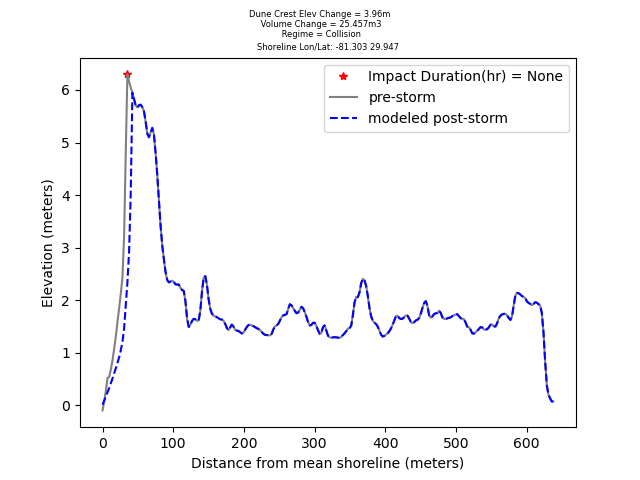 Dune Crest Elev Change = 3.96m
Volume Change = 25.457m3
Regime = Collision
Shoreline Lon/Lat: -81.303 29.947
Impact Duration(hr) = None
pre-storm
modeled post-storm
Elevation (meters)
6
5
4
3
2
1
0
0 100 200 300 400 500 600
Distance from mean shoreline (meters)